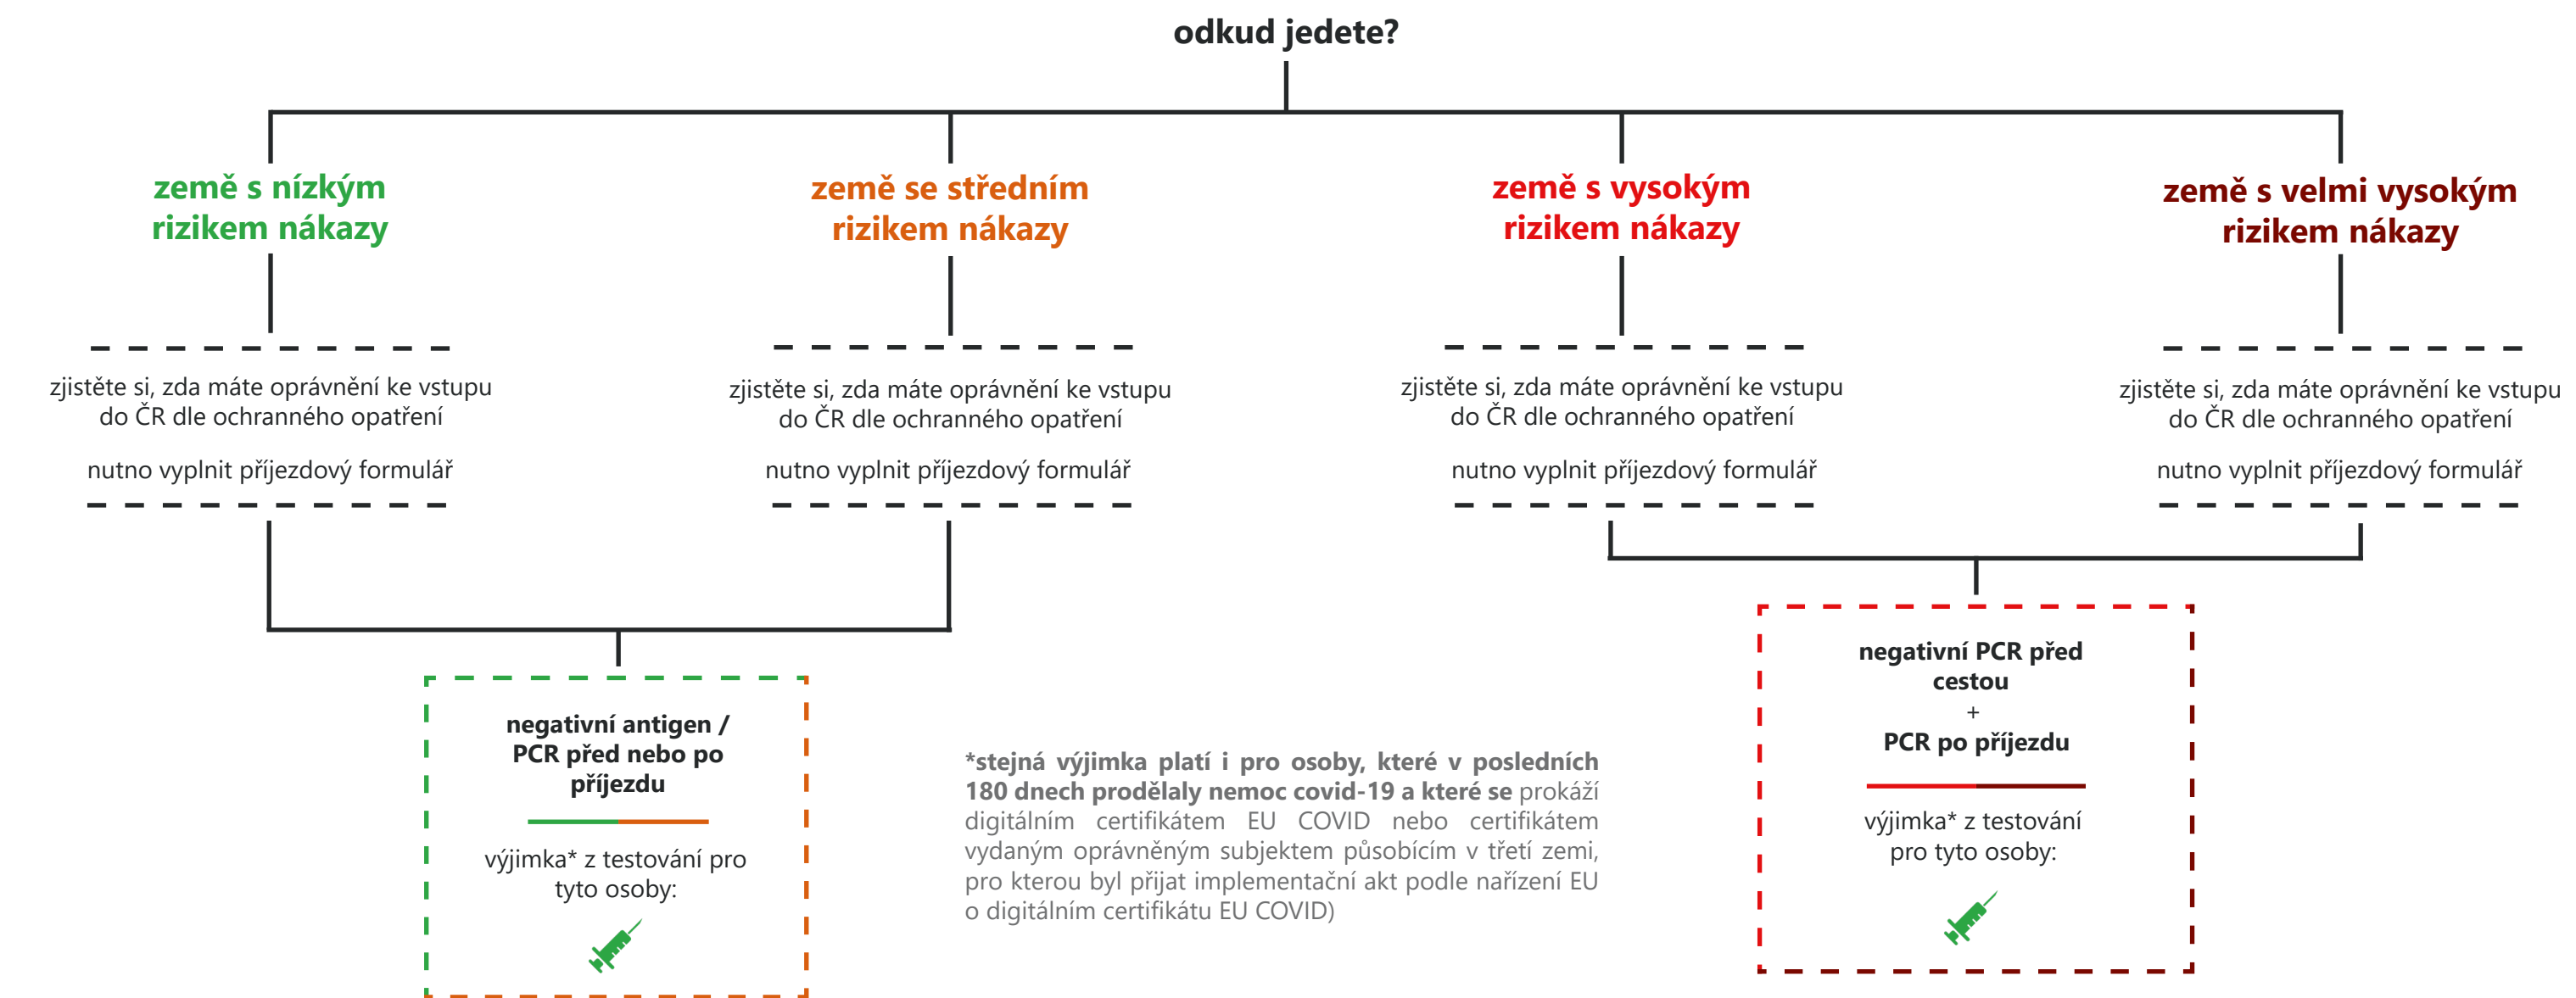 odkud jedete?
země s nízkým
rizikem nákazy
země se středním
rizikem nákazy
země s vysokým
rizikem nákazy
země s velmi vysokým
rizikem nákazy
zjistěte si, zda máte oprávnění ke vstupu
do ČR dle ochranného opatření
nutno vyplnit příjezdový formulář
zjistěte si, zda máte oprávnění ke vstupu
do ČR dle ochranného opatření
nutno vyplnit příjezdový formulář
zjistěte si, zda máte oprávnění ke vstupu
do ČR dle ochranného opatření
nutno vyplnit příjezdový formulář
zjistěte si, zda máte oprávnění ke vstupu
do ČR dle ochranného opatření
nutno vyplnit příjezdový formulář
negativní antigen /
PCR před nebo po
příjezdu
výjimka* z testování pro
tyto osoby:
*stejná výjimka platí i pro osoby, které v posledních
180 dnech prodělaly nemoc covid-19 a které se prokáží
digitálním certifikátem EU COVID nebo certifikátem
vydaným oprávněným subjektem působícím v třetí zemi,
pro kterou byl přijat implementační akt podle nařízení EU
o digitálním certifikátu EU COVID)
negativní PCR před
cestou
+
PCR po příjezdu
výjimka* z testování
pro tyto osoby: